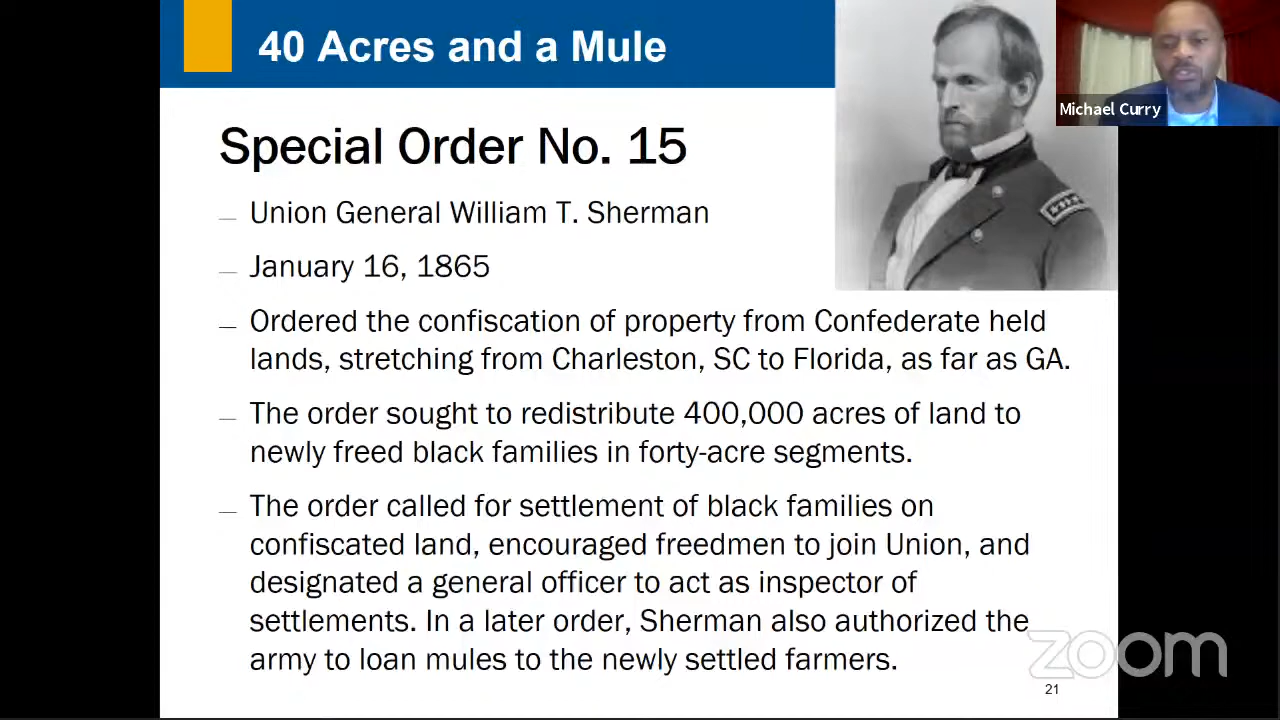 40 Acres and a Mule
Michael Curry
Special Order No. 15
— Union General William T. Sherman
— January 16, 1865
— Ordered the confiscation of property from Confederate held
lands, stretching from Charleston, SC to Florida, as far as GA.
— The order sought to redistribute 400,000 acres of land to
newly freed black families in forty-acre segments.
— The order called for settlement of black families on
confiscated land, encouraged freedmen to join Union, and
designated a general officer to act as inspector of
settlements. In a later order, Sherman also authorized the
army to loan mules to the newly settled farmers.
zoom
21